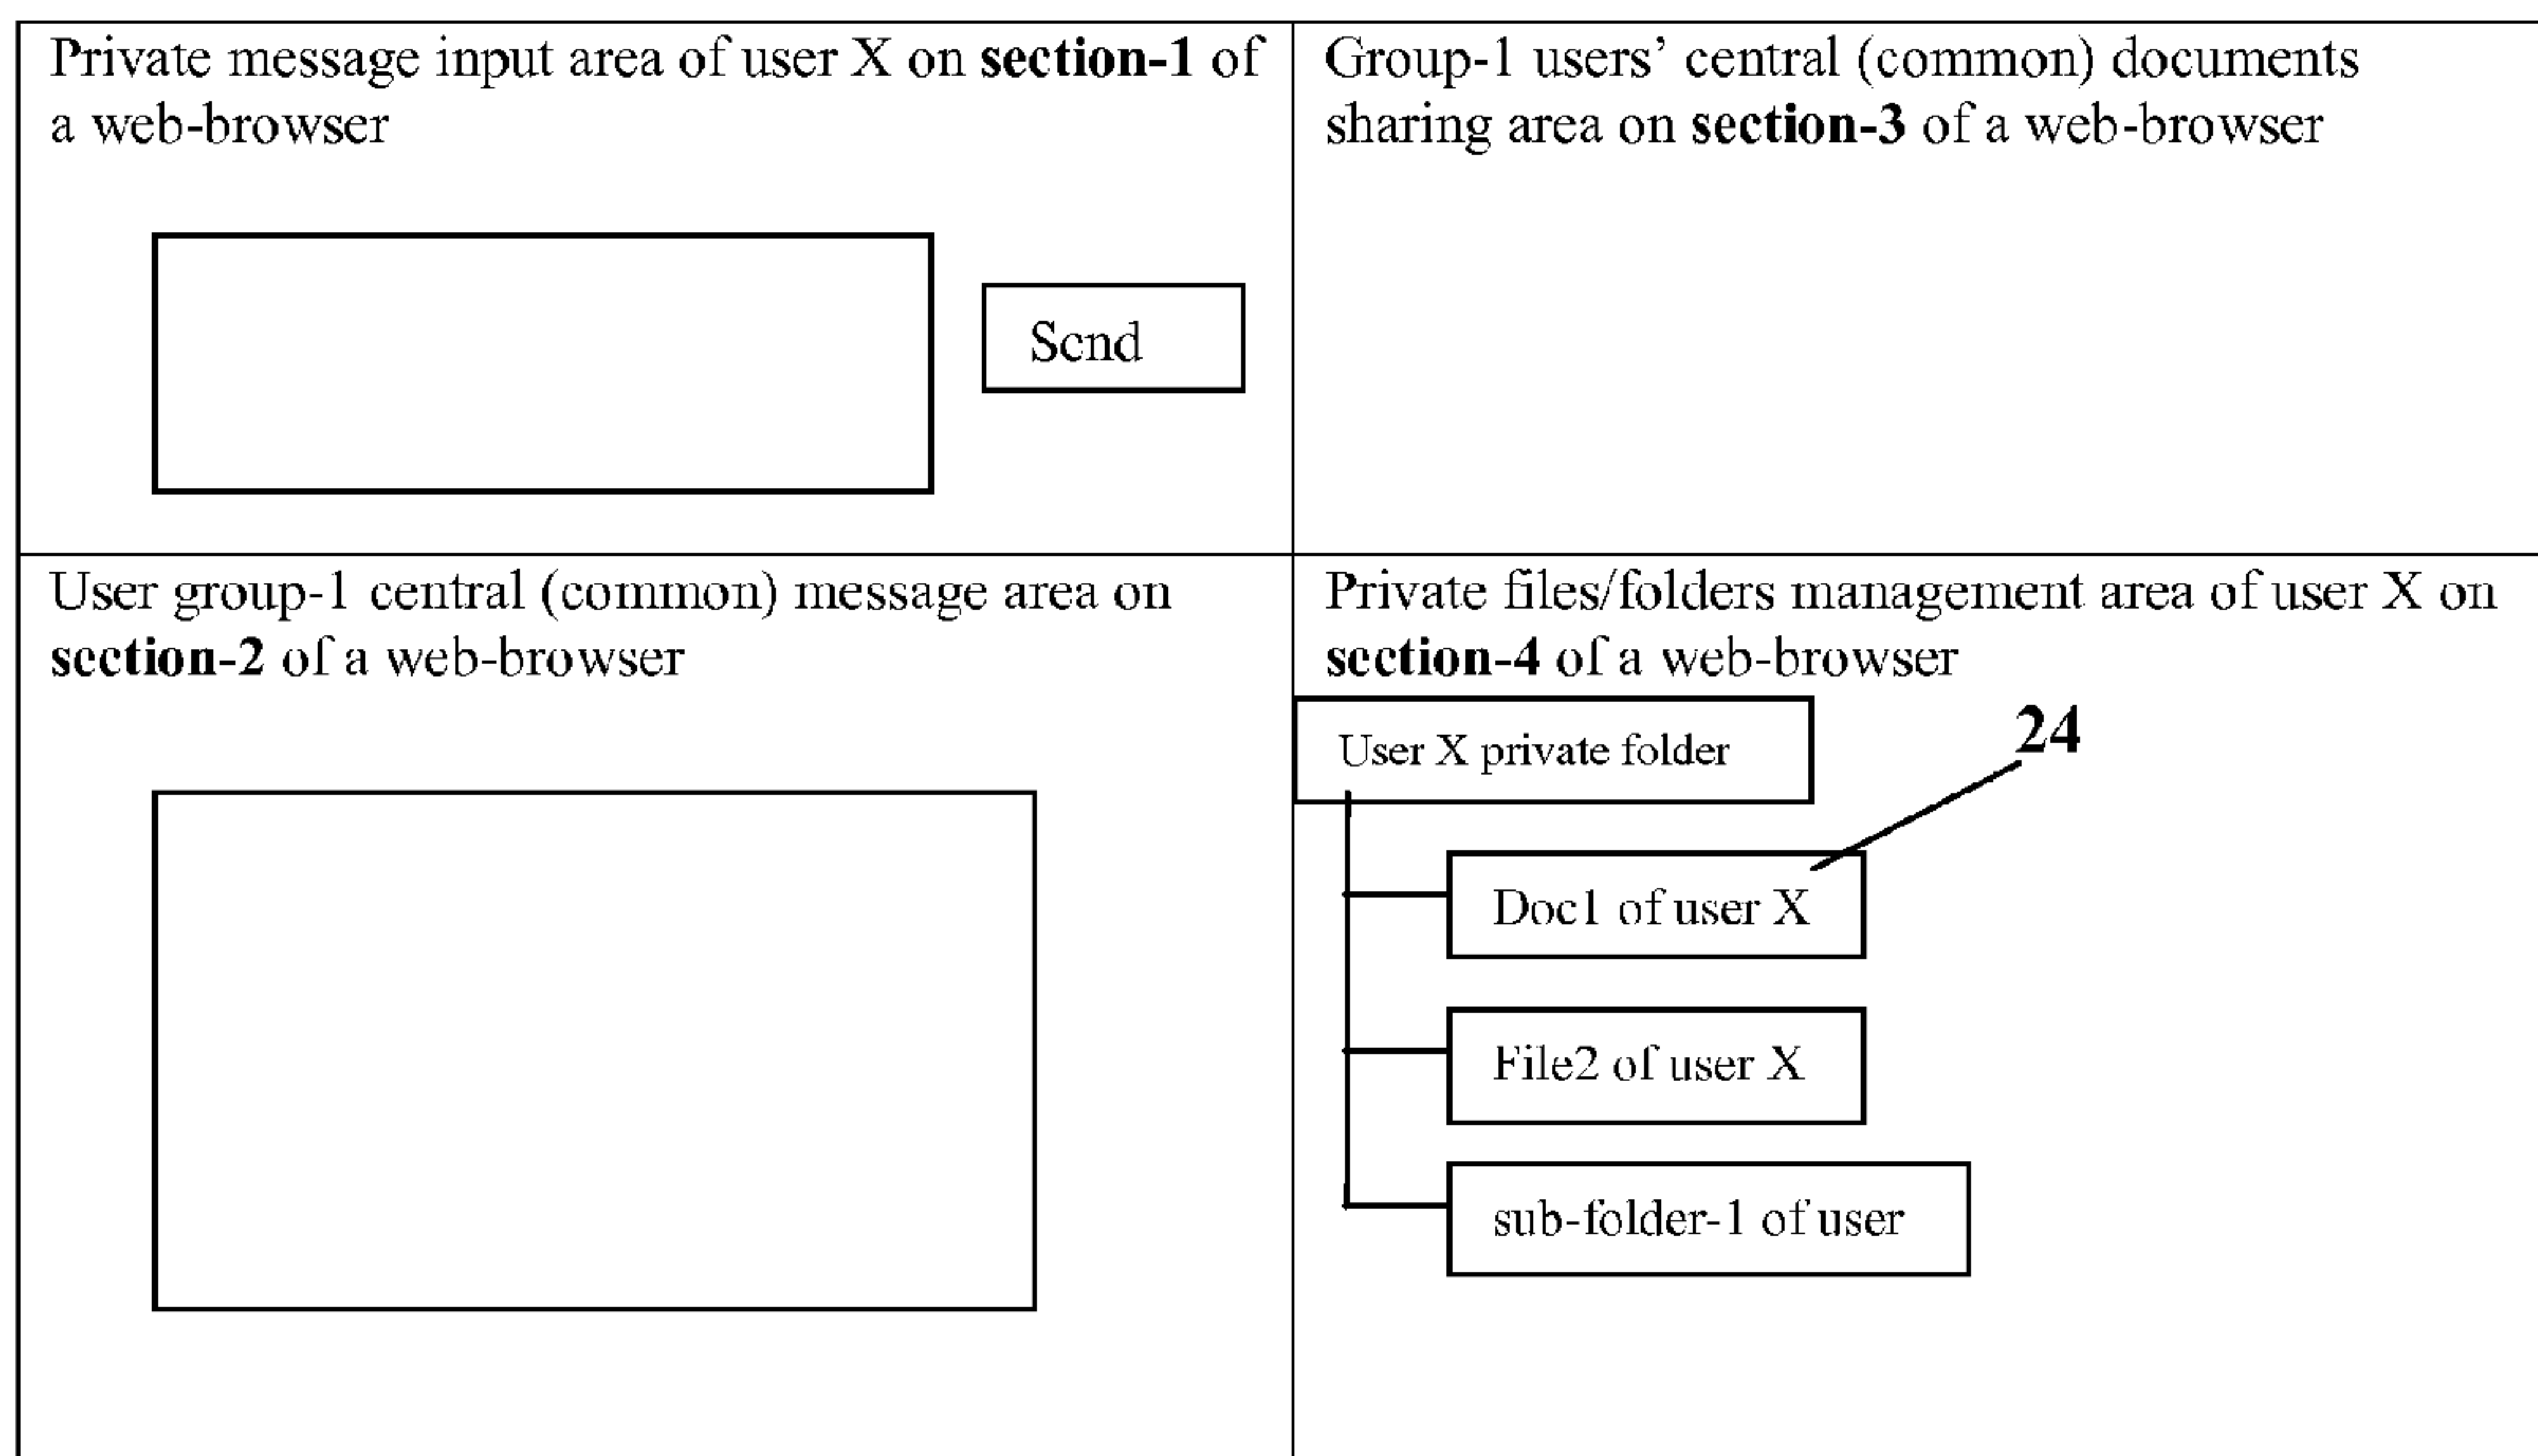 Private message input area of user X on section-1 of
a web-browser
Send
Group-1 users’ central (common) documents
sharing area on section-3 of a web-browser
User group-1 central (common) message area on
section-2 of a web-browser
Private files/folders management area of user X on
section-4 of a web-browser
User X private folder
24
Doc1 of user X
File2 of user X
sub-folder-1 of user